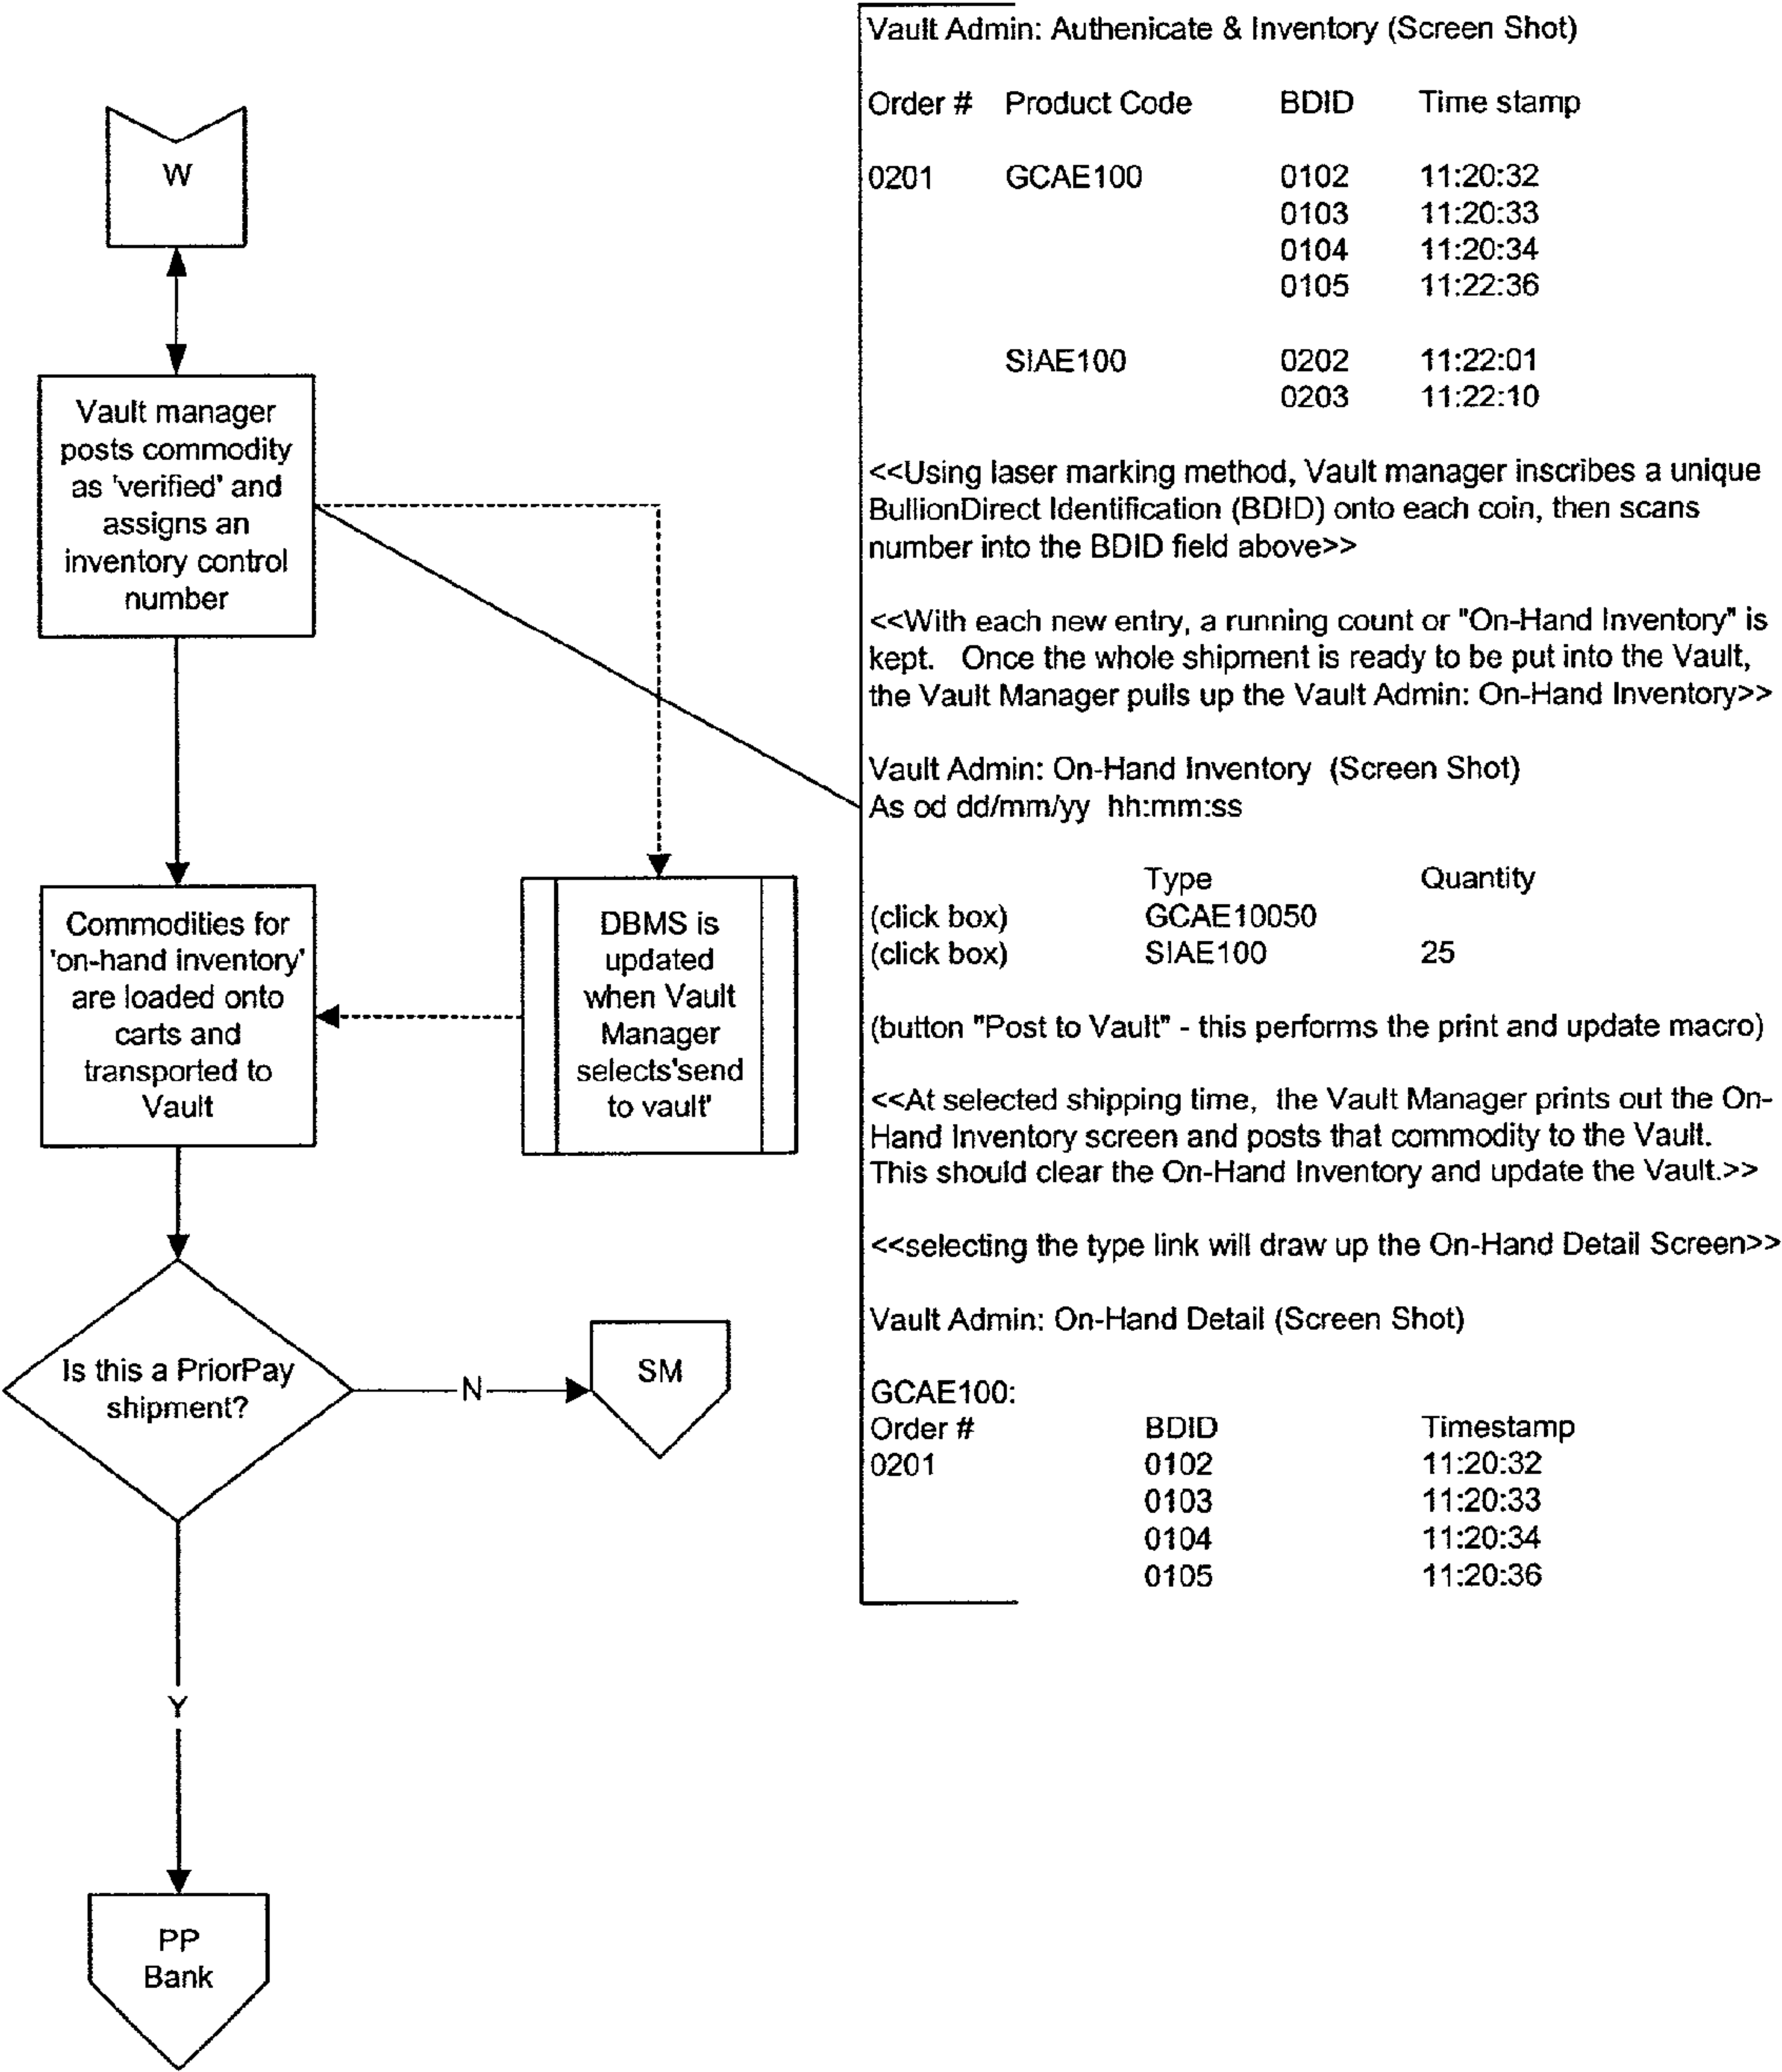 W
Vault manager
posts commodity
as 'verified' and
assigns an
inventory control
number
Commodities for
'on-hand inventory'
are loaded onto
carts and
transported to
Vault
DBMS is
updated
when Vault
Manager
selects'send
to vault'
Is this a PriorPay
shipment?
N
SM
Y
PP
Bank
Vault Admin: Authenicate & Inventory (Screen Shot)
Order # Product Code BDID Time stamp
0201 GCAE100 0102 11:20:32
0103 11:20:33
0104 11:20:34
0105 11:22:36
SIAE100 0202 11:22:01
0203 11:22:10
<<Using laser marking method, Vault manager inscribes a unique
BullionDirect Identification (BDID) onto each coin, then scans
number into the BDID field above>>
<<With each new entry, a running count or "On-Hand Inventory" is
kept. Once the whole shipment is ready to be put into the Vault,
the Vault Manager pulls up the Vault Admin: On-Hand Inventory>>
Vault Admin: On-Hand Inventory (Screen Shot)
As od dd/mm/yy hh:mm:ss
Type Quantity
(click box) GCAE10050
(click box) SIAE100 25
(button "Post to Vault" - this performs the print and update macro)
<<At selected shipping time, the Vault Manager prints out the On-
Hand Inventory screen and posts that commodity to the Vault.
This should clear the On-Hand Inventory and update the Vault.>>
<<selecting the type link will draw up the On-Hand Detail Screen>>
Vault Admin: On-Hand Detail (Screen Shot)
GCAE100:
Order # BDID Timestamp
0201 0102 11:20:32
0103 11:20:33
0104 11:20:34
0105 11:20:36